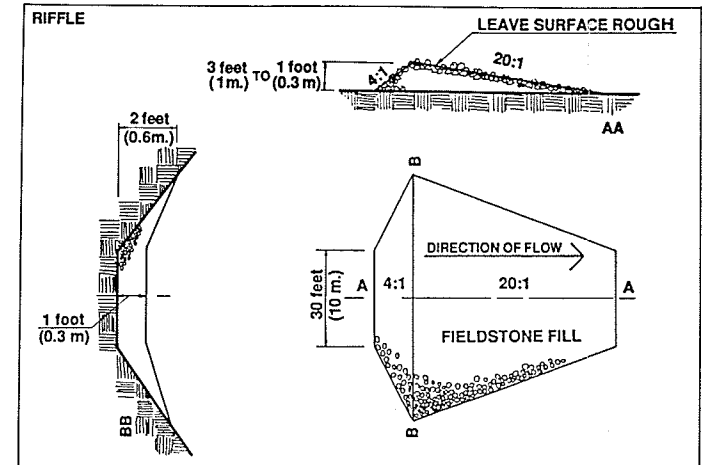 RIFFLE
LEAVE SURFACE ROUGH
3 feet TO 1 foot
(1m.) (0.3 m)
4:1
20:1
AA
2 feet
(0.6m.)
1 foot
(0.3 m)
BB
B
DIRECTION OF FLOW
30 feet
(10 m.)
A 4:1 20:1 A
FIELDSTONE FILL
B